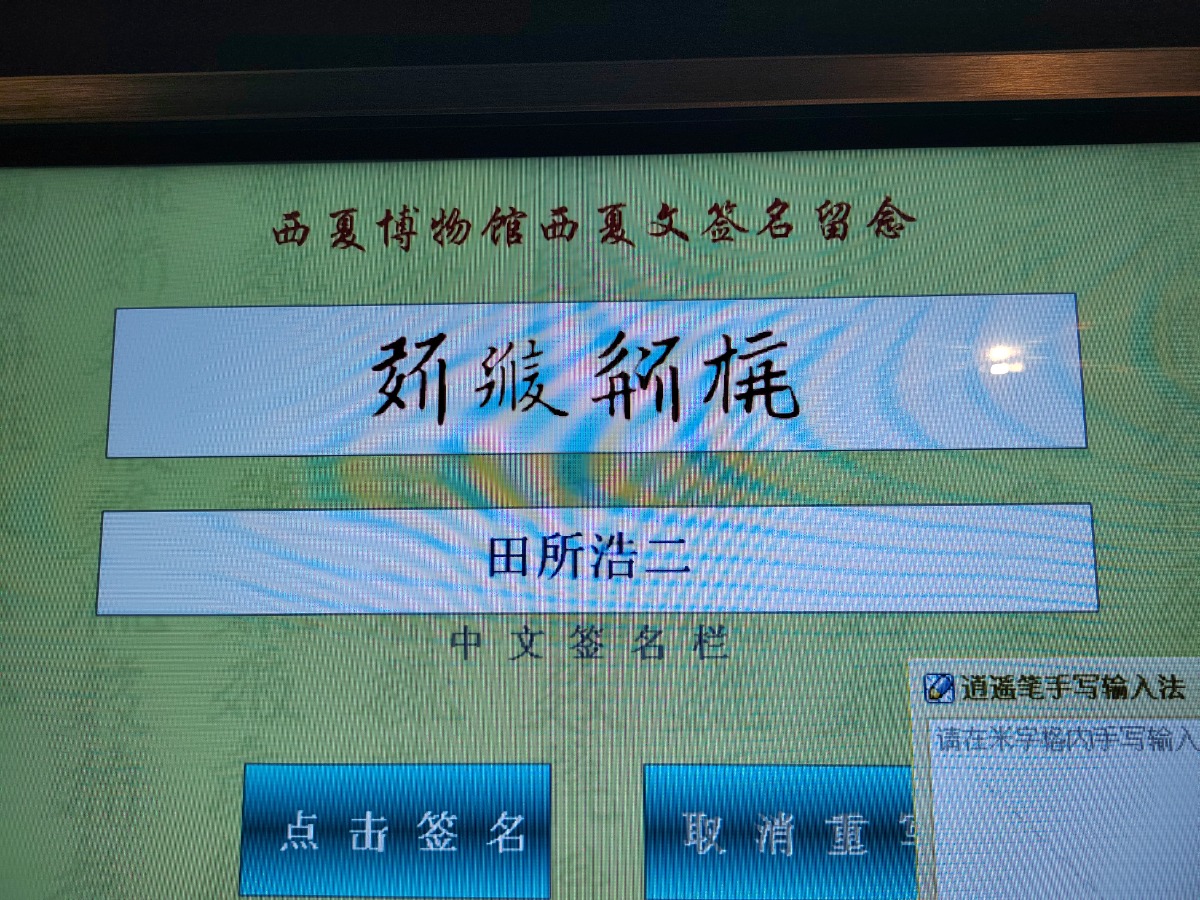 西夏博物馆西夏文签名留念
田所浩二
中文签名栏
逍遥笔手写输入法
请在米字格内手写输入
点击签名
取消重写